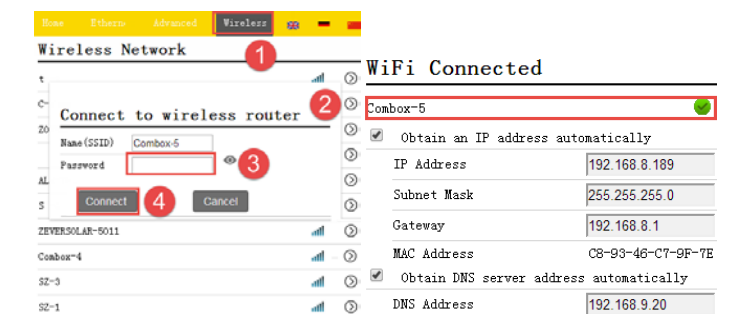 Home Ethernet Advanced Wireless
1
Wireless Network
t
C-
2
Connect to wireless router
ZO
Name(SSID) Combox-5
Password
3
AL
S
Connect
4
Cancel
ZEVERSOLAR-5011
Combox-4
SZ-3
SZ-1
WiFi Connected
Combox-5
Obtain an IP address automatically
IP Address 192.168.8.189
Subnet Mask 255.255.255.0
Gateway 192.168.8.1
MAC Address C8-93-46-C7-9F-7E
Obtain DNS server address automatically
DNS Address 192.168.9.20